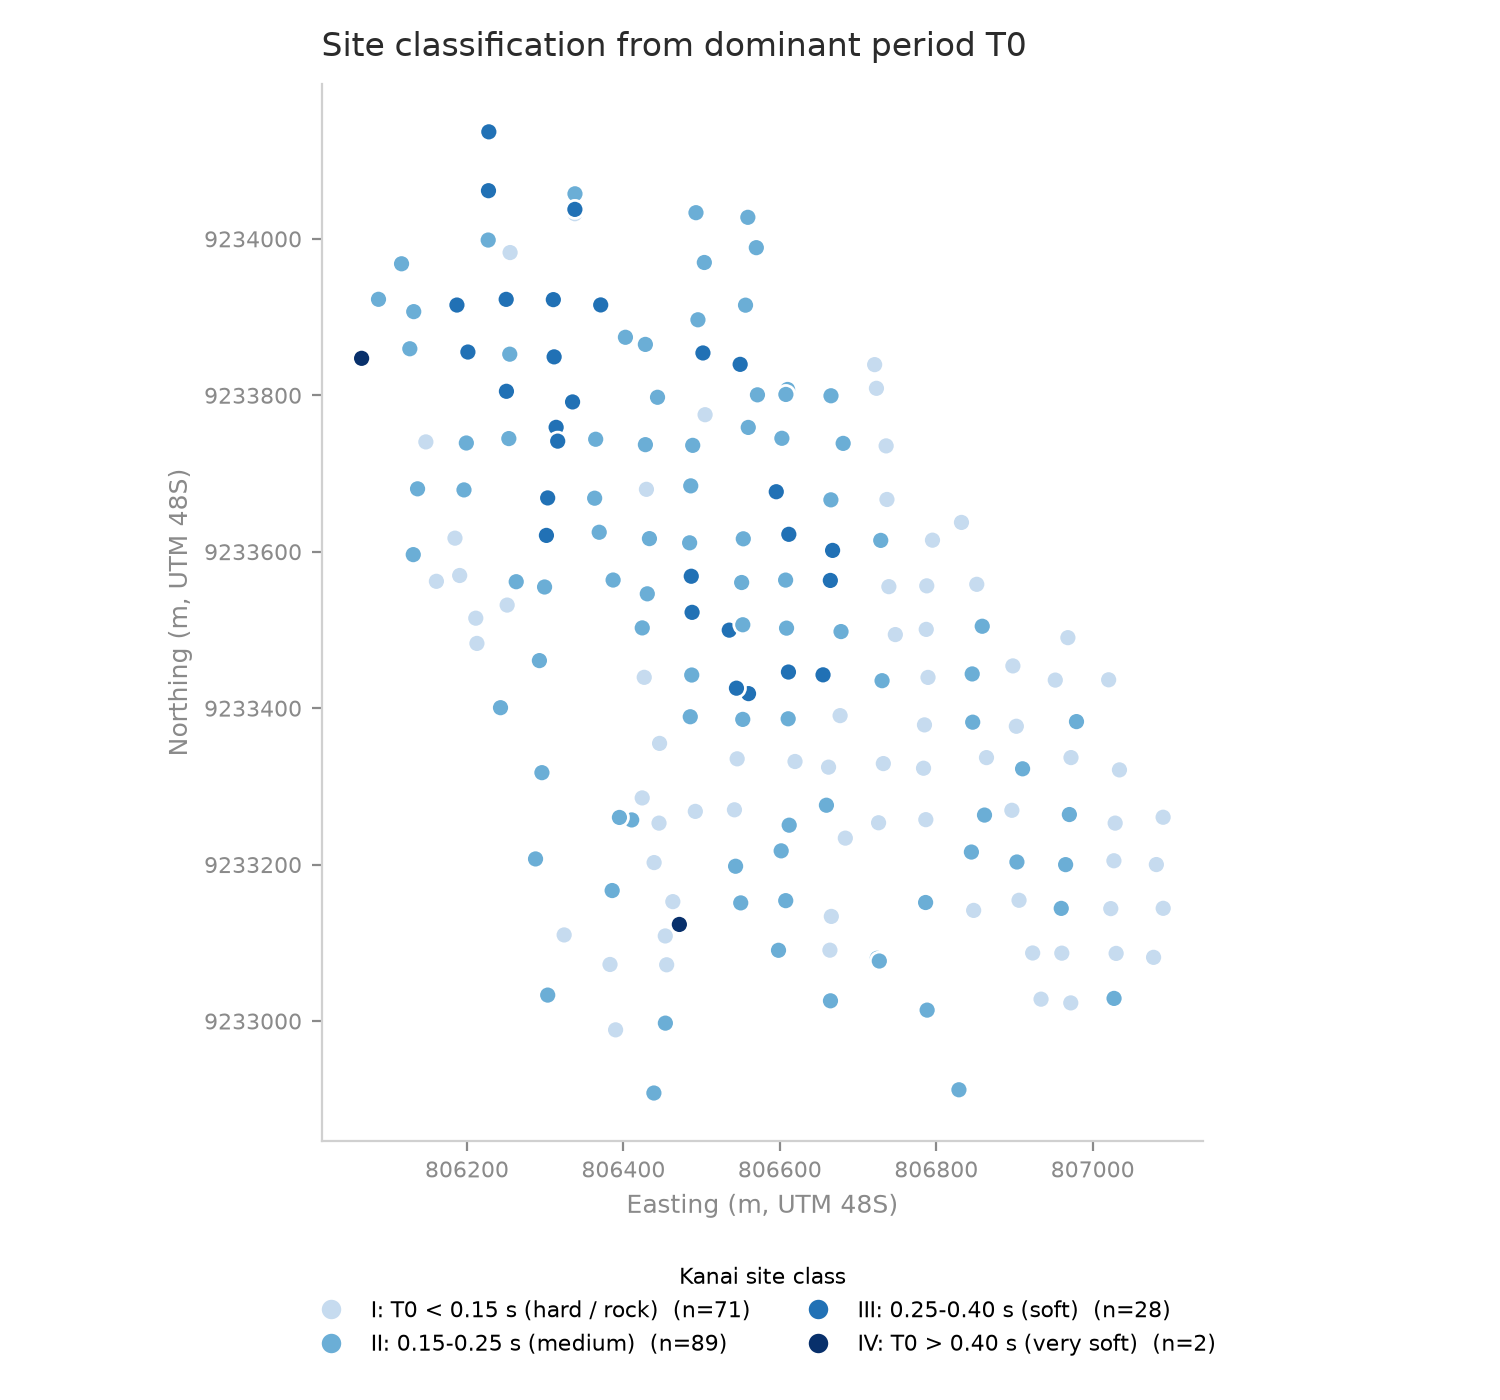 Site classification from dominant period T0
9234000
9233800
9233600
9233400
9233200
9233000
Northing (m, UTM 48S)
806200 806400 806600 806800 807000
Easting (m, UTM 48S)
Kanai site class
I: T0 < 0.15 s (hard / rock) (n=71)
II: 0.15-0.25 s (medium) (n=89)
III: 0.25-0.40 s (soft) (n=28)
IV: T0 > 0.40 s (very soft) (n=2)